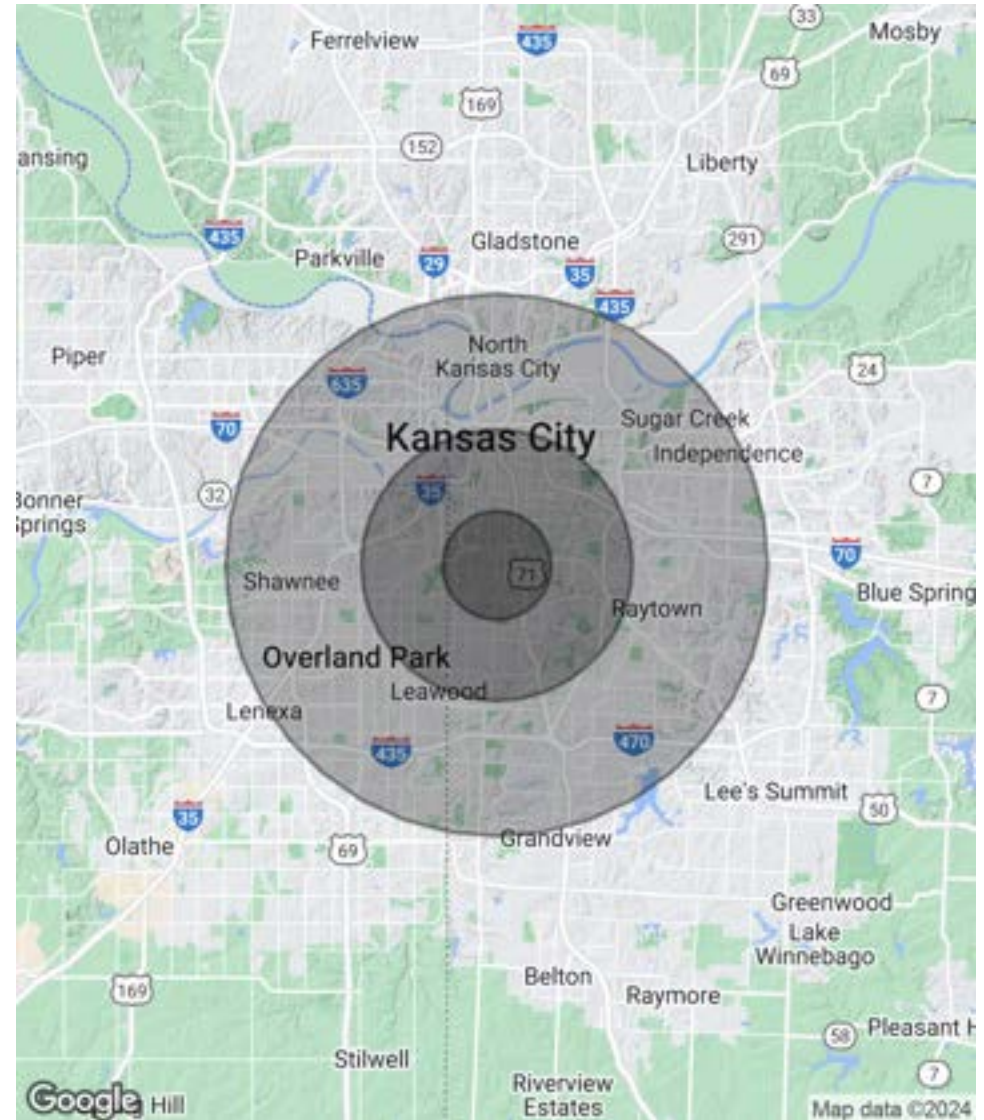 33
Ferrelview
435
Mosby
69
169
152
ansing
Liberty
435
291
Gladstone
Parkville
29
35
435
North
Kansas City
Piper
24
635
Sugar Creek
70
Kansas City
Independence
7
35
32
Bonner
Springs
70
71
Shawnee
Blue Spring
Raytown
Overland Park
Leawood
7
Lenexa
435
470
Lee's Summit
50
35
Grandview
Olathe
69
Greenwood
Lake
Winnebago
Belton
169
Raymore
58
Pleasant H
Stilwell
7
Riverview
Estates
Google
Hill
Map data ©2024